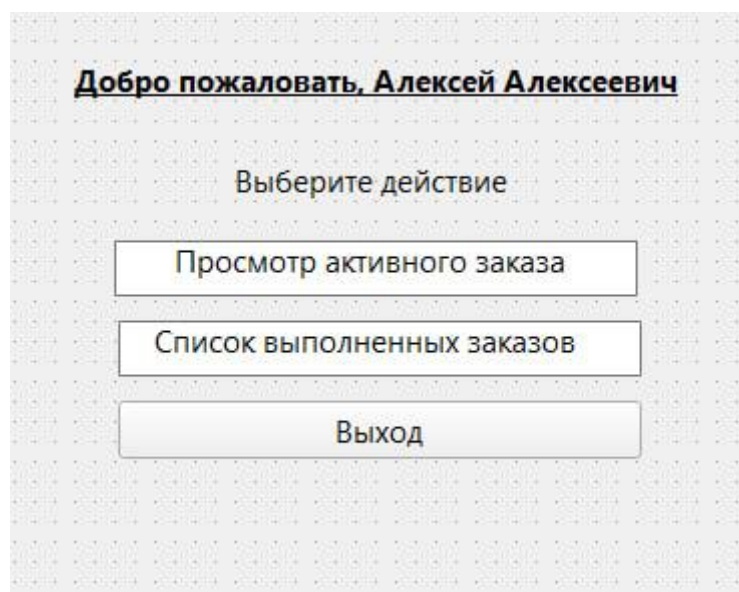 Добро пожаловать, Алексей Алексеевич
Выберите действие
Просмотр активного заказа
Список выполненных заказов
Выход